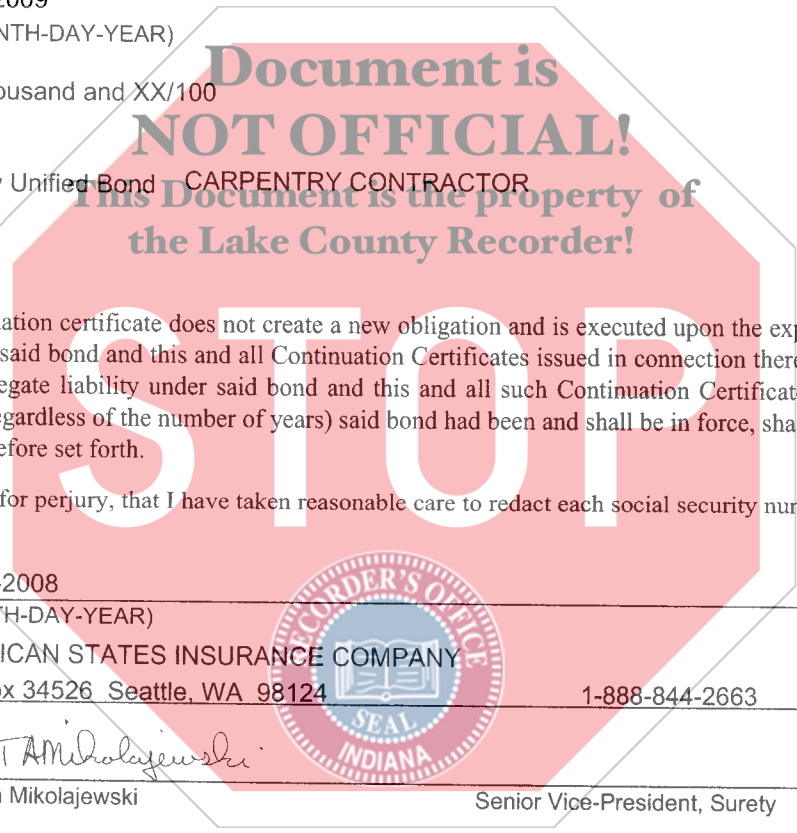 2009
NTH-DAY-YEAR)
Document is
ousand and XX/100
NOT OFFICIAL!
Unified Bond CARPENTRY CONTRACTOR
This Document is the property of
the Lake County Recorder!
ation certificate does not create a new obligation and is executed upon the exp
said bond and this and all Continuation Certificates issued in connection there
egate liability under said bond and this and all such Continuation Certificat
egardless of the number of years) said bond had been and shall be in force, sha
efore set forth.
for perjury, that I have taken reasonable care to redact each social security nur
STOP
-2008
TH-DAY-YEAR)
ICAN STATES INSURANCE COMPANY
ox 34526 Seattle, WA 98124 1-888-844-2663
RECORDER'S OFFICE
SEAL
INDIANA
TAMikolajewski
Mikolajewski Senior Vice-President, Surety